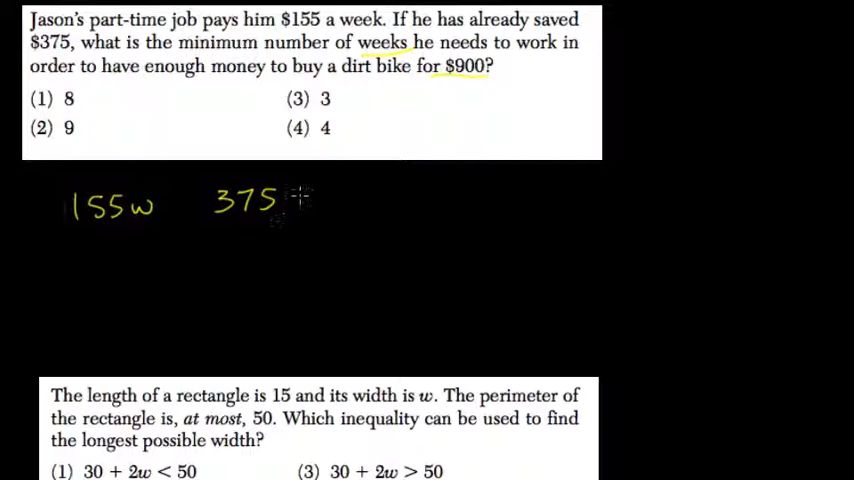 Jason's part-time job pays him $155 a week. If he has already saved
$375, what is the minimum number of weeks he needs to work in
order to have enough money to buy a dirt bike for $900?
(1) 8 (3) 3
(2) 9 (4) 4
155w 375
The length of a rectangle is 15 and its width is w. The perimeter of
the rectangle is, at most, 50. Which inequality can be used to find
the longest possible width?
(1) 30 + 2w < 50 (3) 30 + 2w > 50